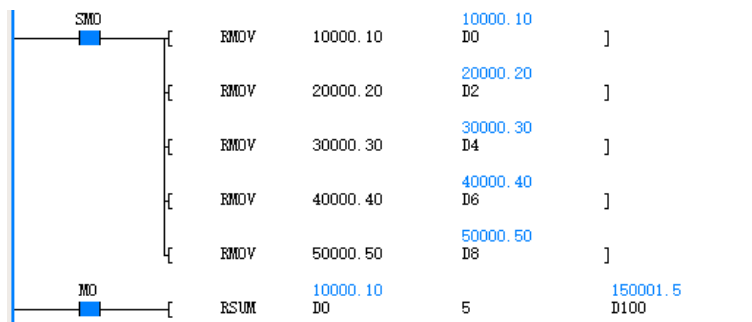 SM0 10000.10
[ RMOV 10000.10 D0 ]
20000.20
[ RMOV 20000.20 D2 ]
30000.30
[ RMOV 30000.30 D4 ]
40000.40
[ RMOV 40000.40 D6 ]
50000.50
[ RMOV 50000.50 D8 ]
M0 10000.10 150001.5
[ RSUM D0 5 D100